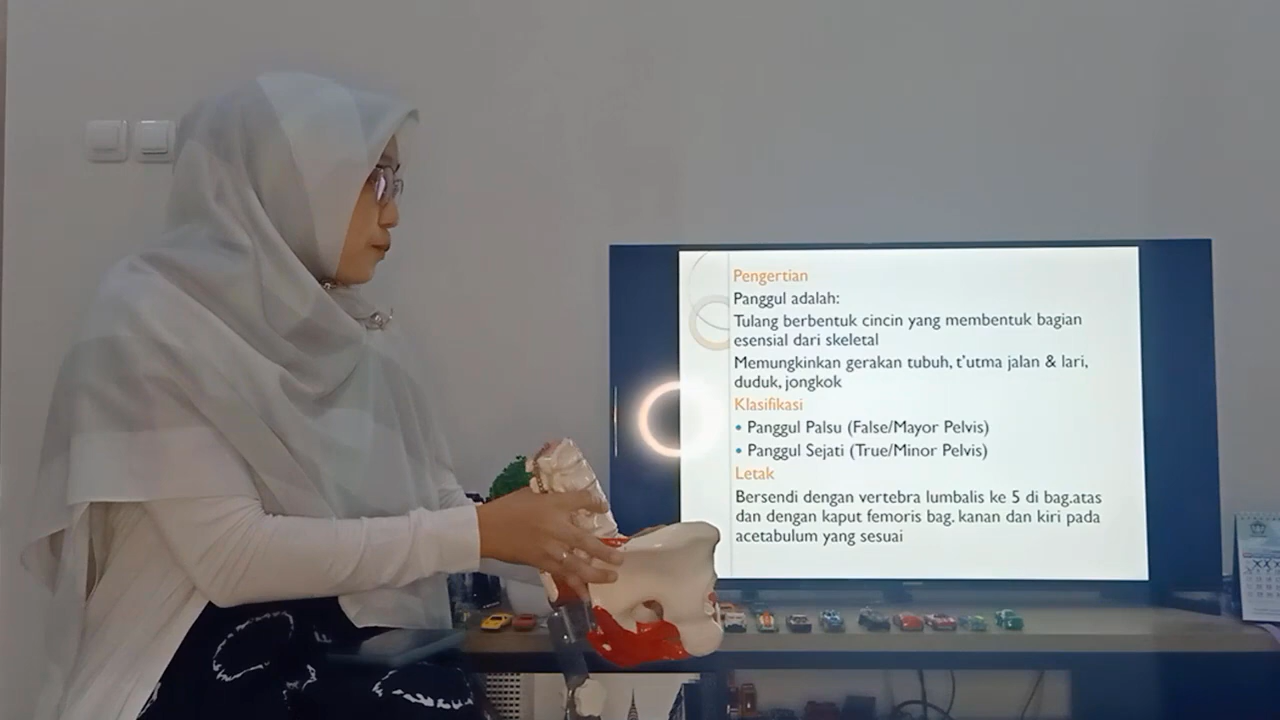 Pengertian
Panggul adalah:
Tulang berbentuk cincin yang membentuk bagian
esensial dari skeletal
Memungkinkan gerakan tubuh, t'utma jalan & lari,
duduk, jongkok
Klasifikasi
• Panggul Palsu (False/Mayor Pelvis)
• Panggul Sejati (True/Minor Pelvis)
Letak
Bersendi dengan vertebra lumbalis ke 5 di bag.atas
dan dengan kaput femoris bag. kanan dan kiri pada
acetabulum yang sesuai